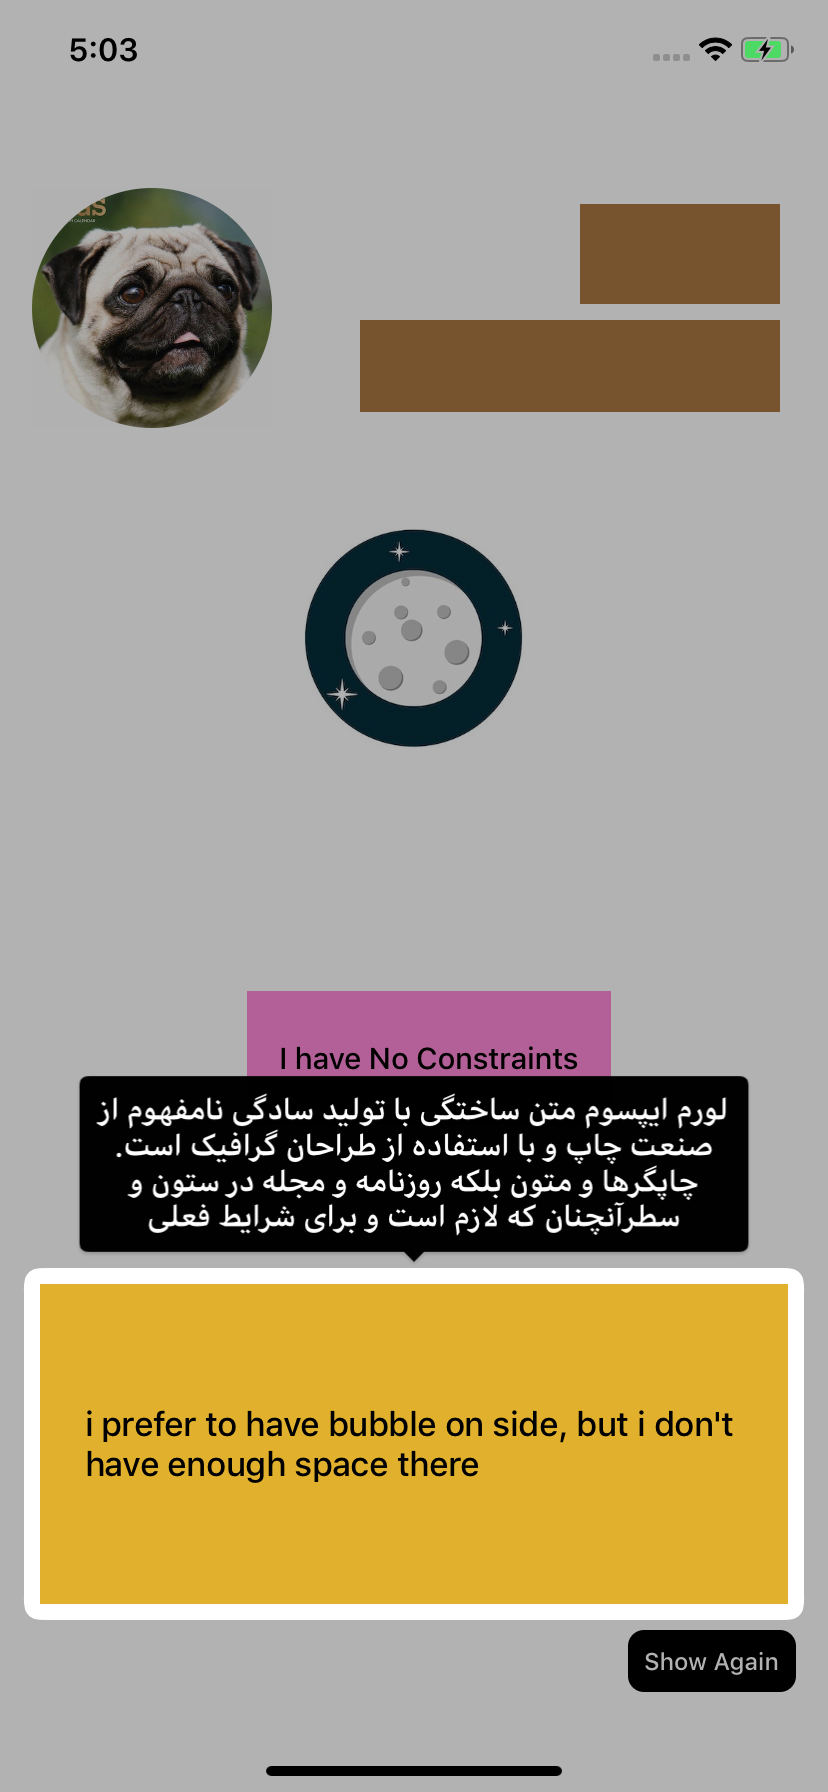 5:03
I have No Constraints
لورم ایپسوم متن ساختگی با تولید سادگی نامفهوم از
صنعت چاپ و با استفاده از طراحان گرافیک است.
چاپگرها و متون بلکه روزنامه و مجله در ستون و
سطرآنچنان که لازم است و برای شرایط فعلی
i prefer to have bubble on side, but i don't
have enough space there
Show Again